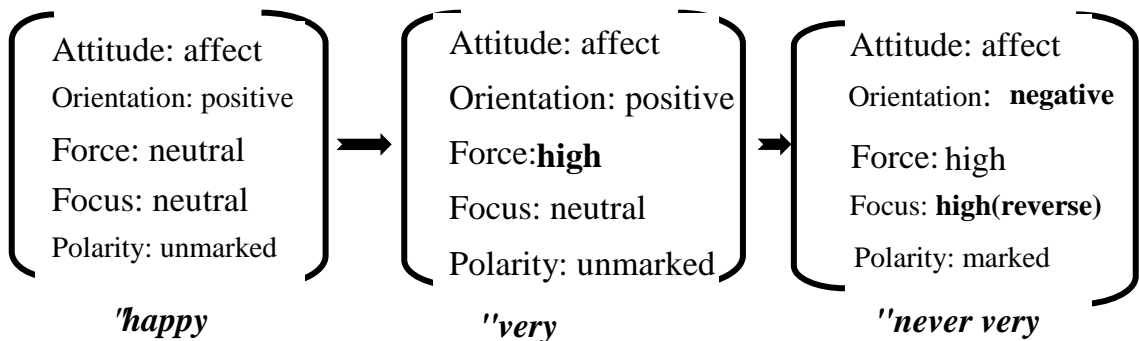 Attitude: affect
Orientation: positive
Force: neutral
Focus: neutral
Polarity: unmarked
"happy
Attitude: affect
Orientation: positive
Force:high
Focus: neutral
Polarity: unmarked
"very
Attitude: affect
Orientation: negative
Force: high
Focus: high(reverse)
Polarity: marked
"never very